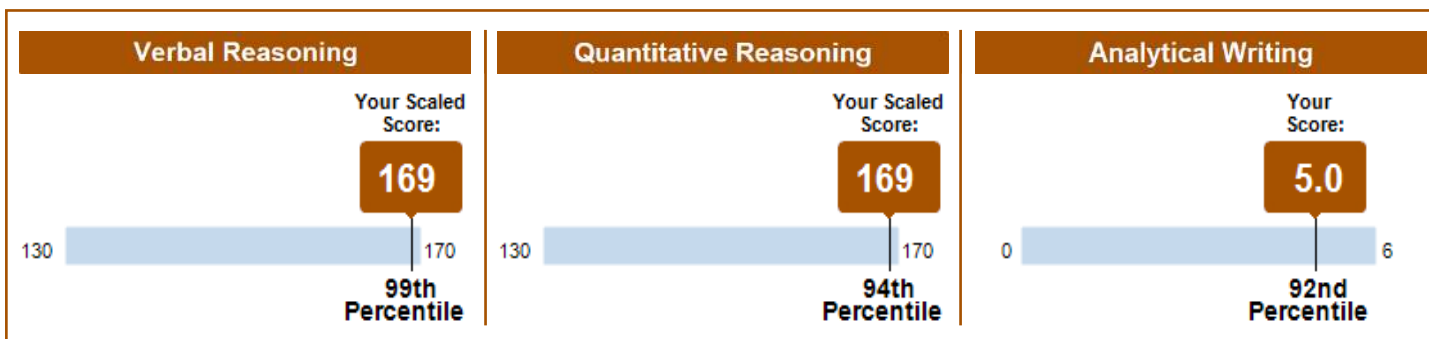 Verbal Reasoning
Your Scaled
Score:
169
130
170
99th
Percentile
Quantitative Reasoning
Your Scaled
Score:
169
130
170
94th
Percentile
Analytical Writing
Your
Score:
5.0
0
6
92nd
Percentile